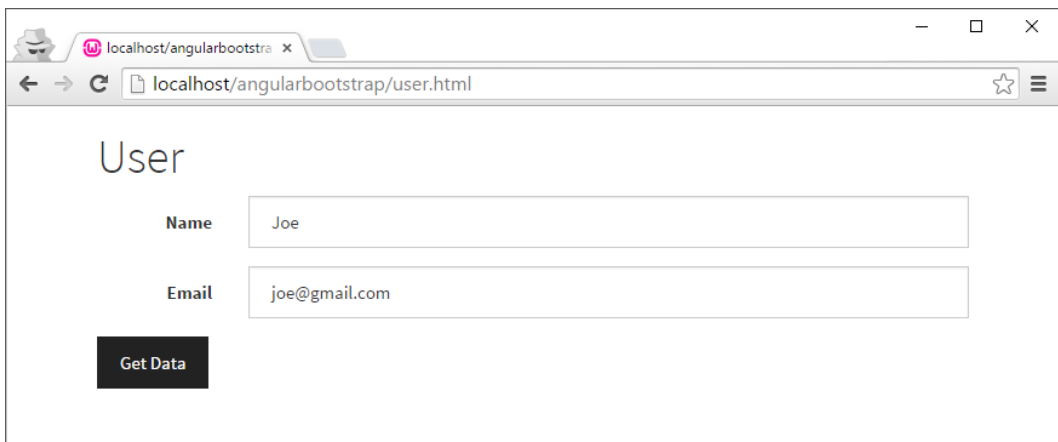 localhost/angularbootstra
localhost/angularbootstrap/user.html
User
Name
Joe
Email
joe@gmail.com
Get Data